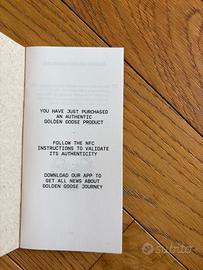 YOU HAVE JUST PURCHASED
AN AUTHENTIC
GOLDEN GOOSE PRODUCT
FOLLOW THE NFC
INSTRUCTIONS TO VALIDATE
ITS AUTHENTICITY
DOWNLOAD OUR APP TO
GET ALL NEWS ABOUT
GOLDEN GOOSE JOURNEY
subito